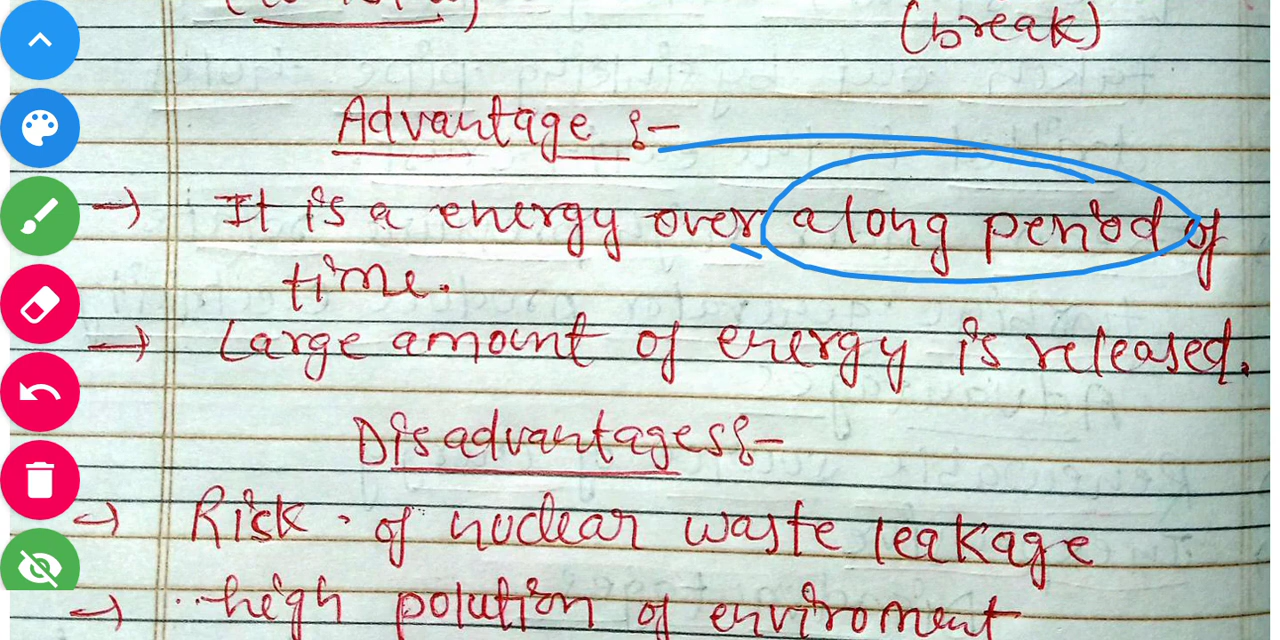 (break)
Advantage :-
→ It is a energy over a long period of
time.
→ Large amount of energy is released.
Disadvantages:-
→ Risk of nuclear waste leakage
→ high polution of enviroment